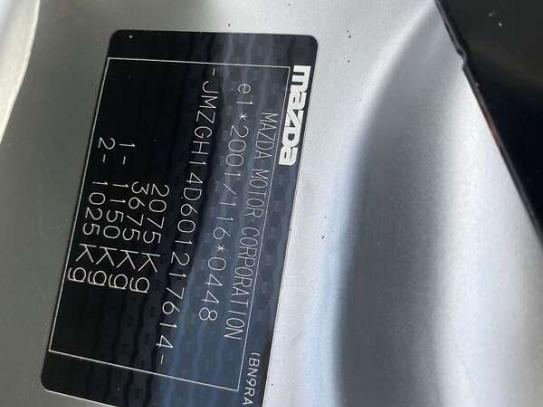 mazda
MAZDA MOTOR CORPORATION
e1*2001/116*0448
-JMZGH14D601217614-
2075 Kg
3675 Kg
1- 1150 Kg
2- 1025 Kg
(BN9RA